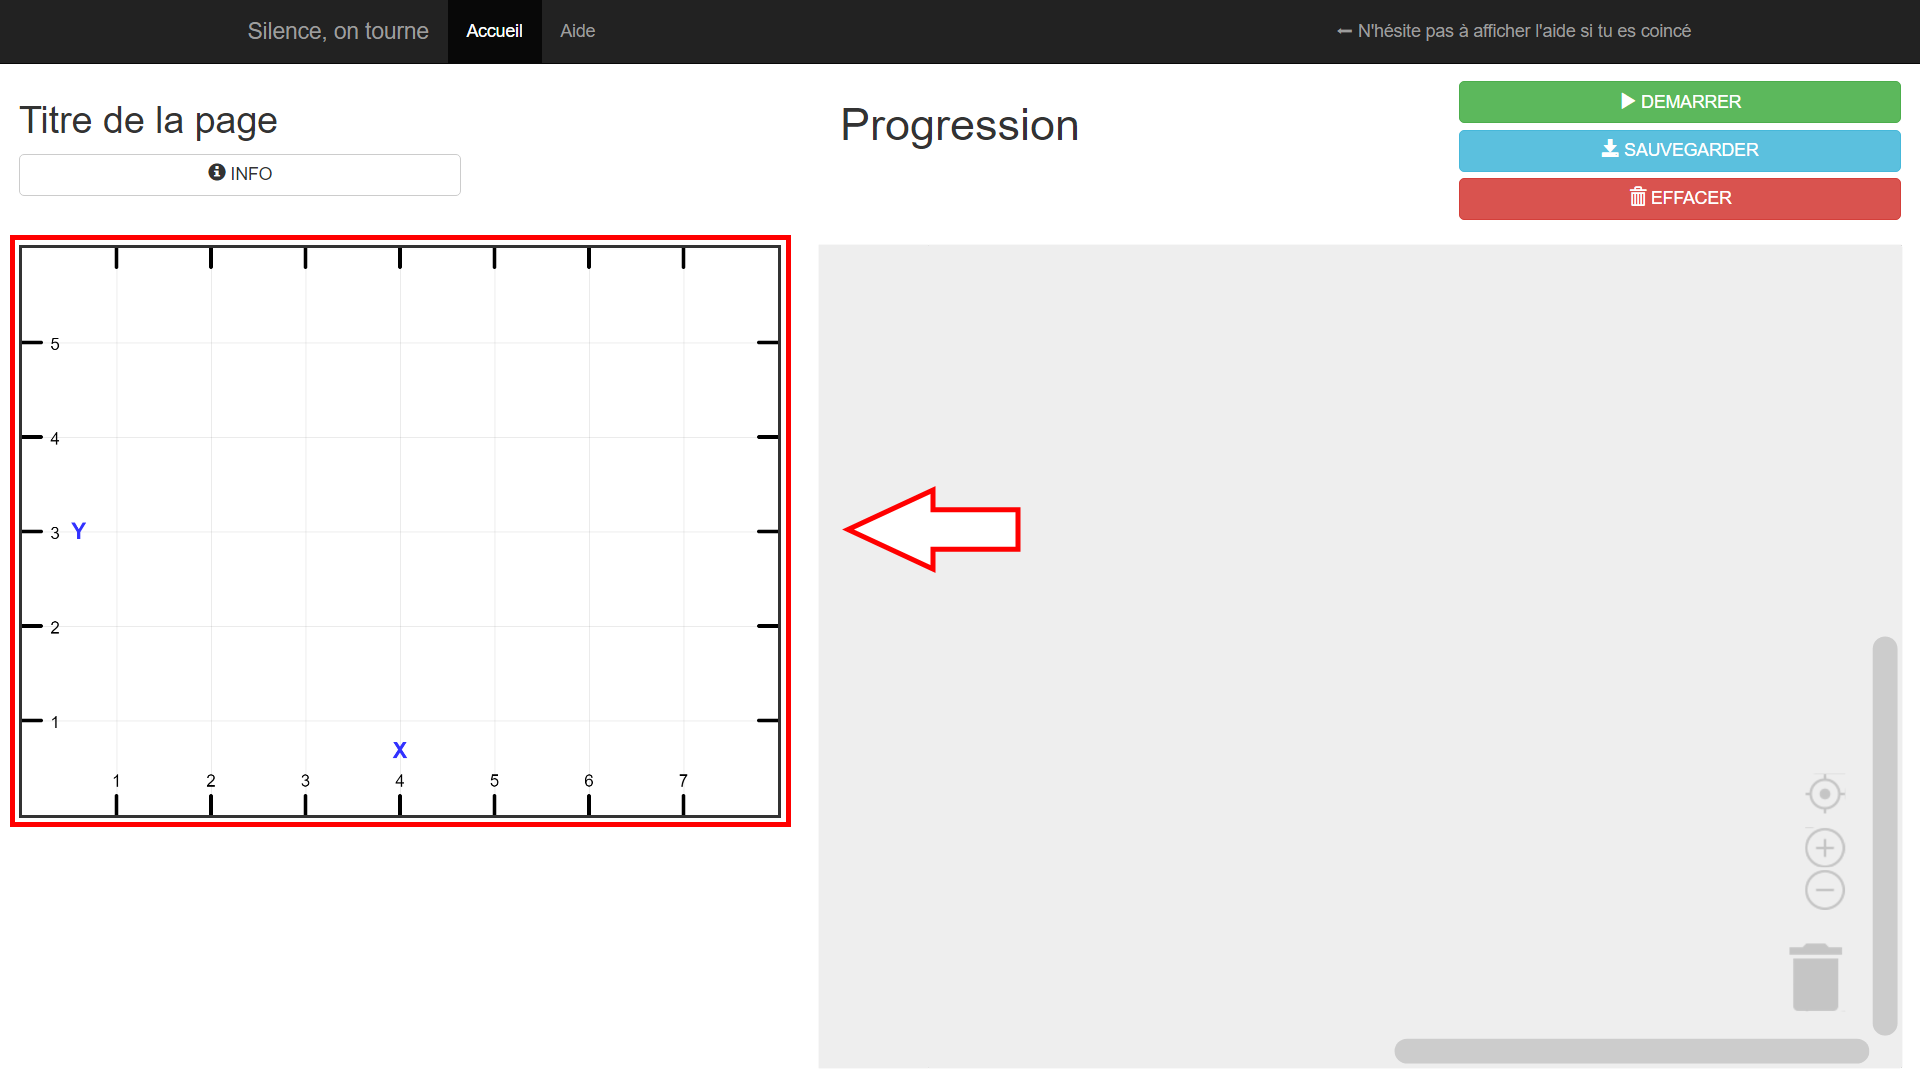 Silence, on tourne
Accueil
Aide
N'hésite pas à afficher l'aide si tu es coincé
Titre de la page
INFO
Progression
DEMARRER
SAUVEGARDER
EFFACER
5
4
3 Y
2
1
X
1 2 3 4 5 6 7